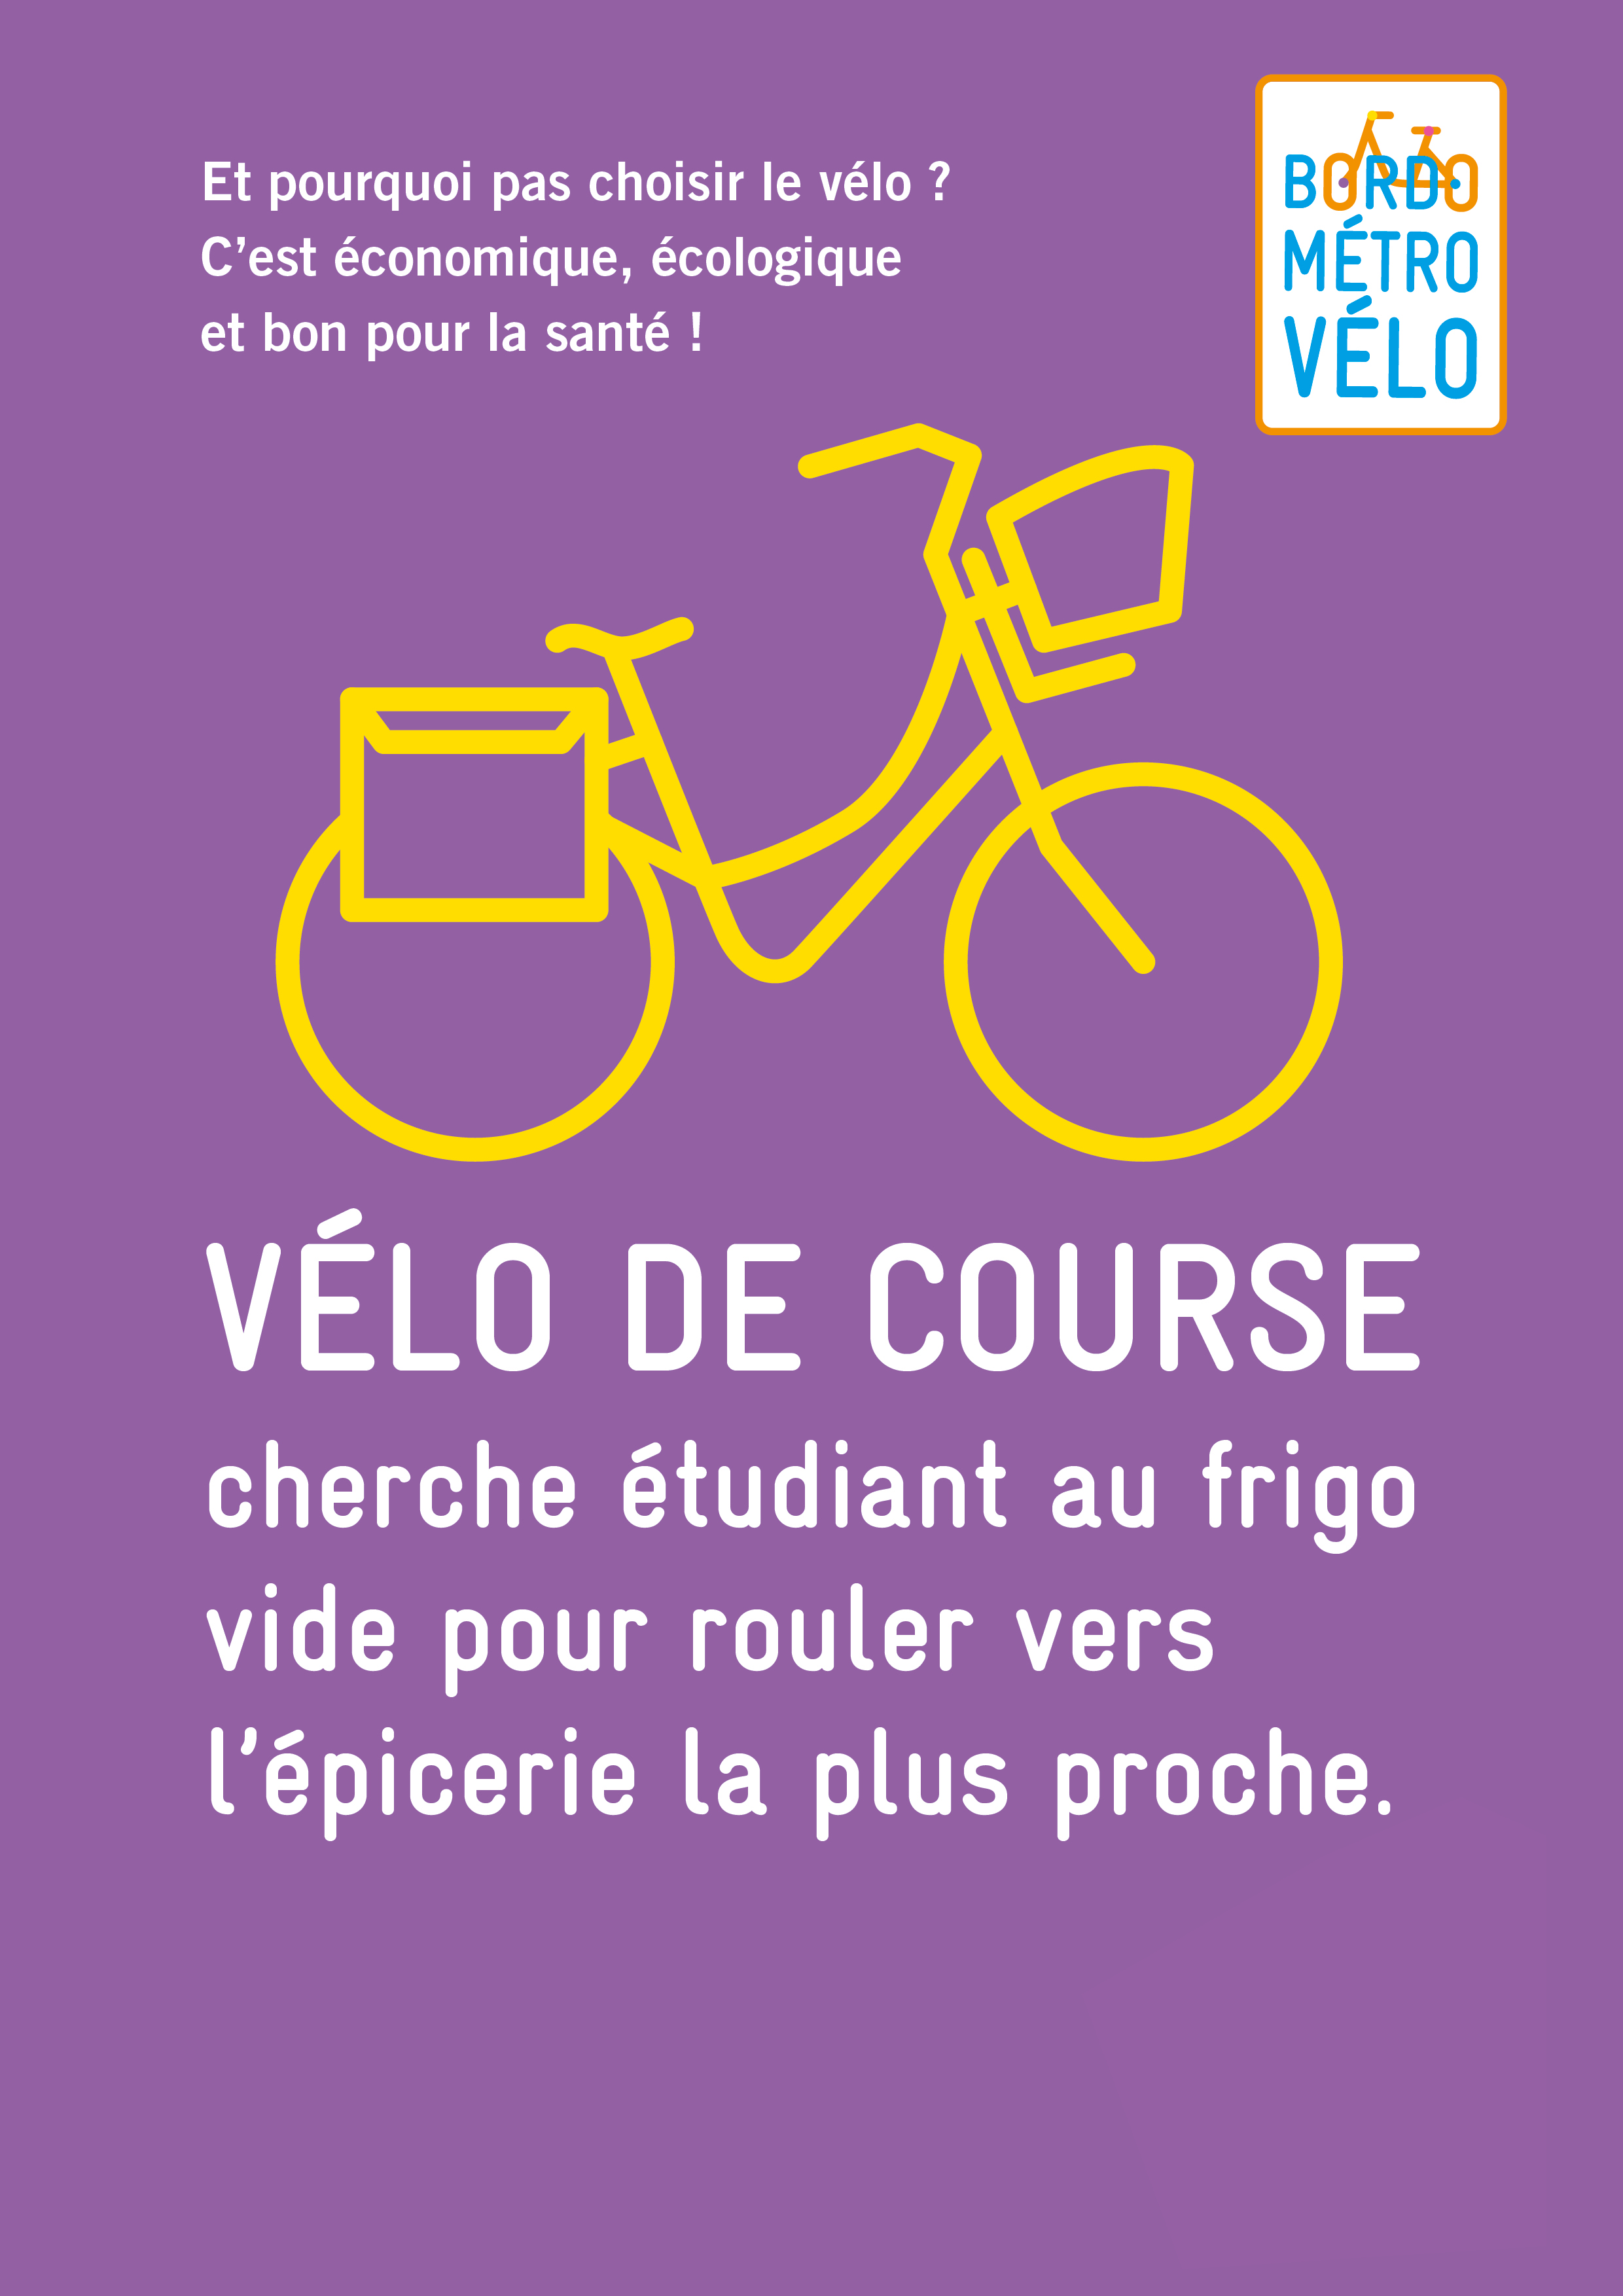 Et pourquoi pas choisir le vélo ?
C’est économique, écologique
et bon pour la santé !
BORDO
MÉTRO
VÉLO
VÉLO DE COURSE
cherche étudiant au frigo
vide pour rouler vers
l’épicerie la plus proche.